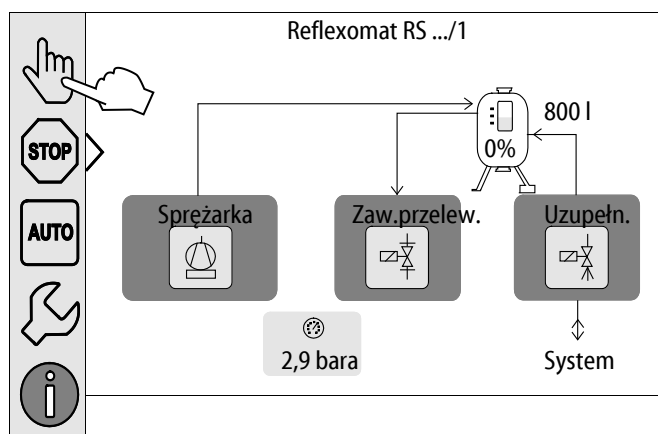 Reflexomat RS .../1
800 l
STOP
0%
AUTO
Sprężarka
Zaw.przelew.
Uzupełn.
2,9 bara
System